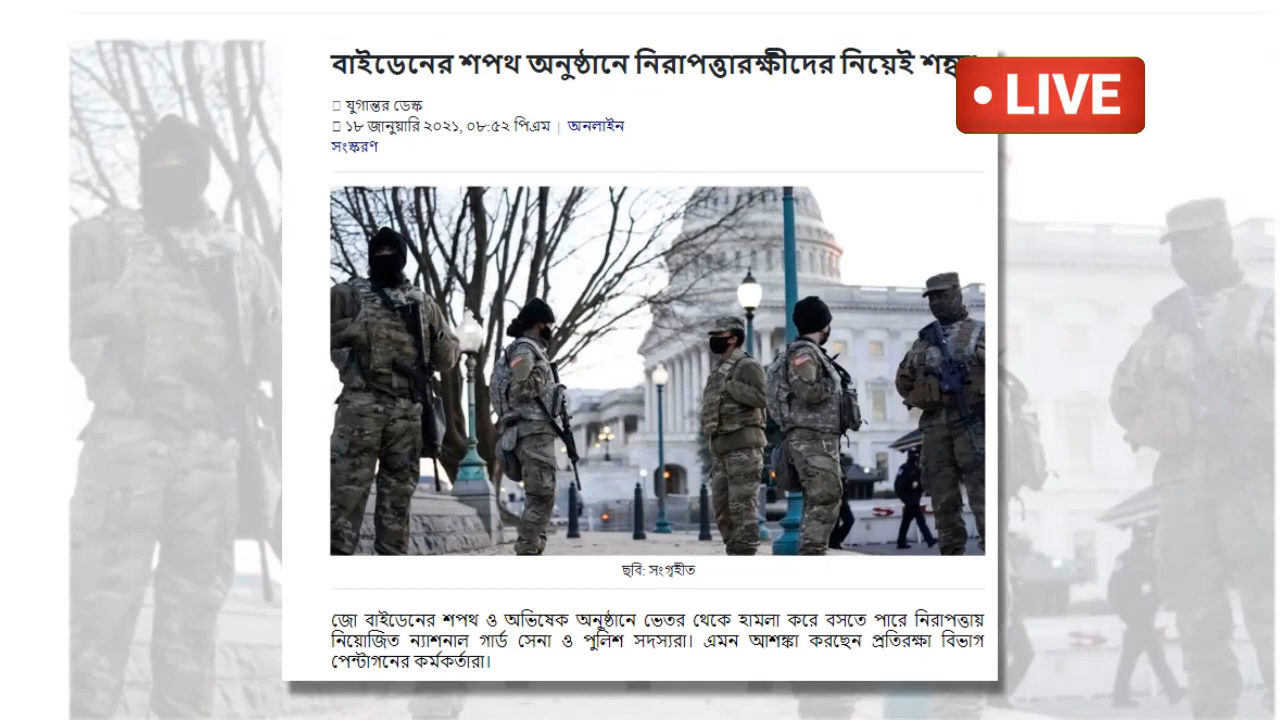 বাইডেনের শপথ অনুষ্ঠানে নিরাপত্তারক্ষীদের নিয়েই
LIVE
যুগান্তর ডেস্ক
১৮ জানুয়ারি ২০২১, ০৮:৫২ পিএম | অনলাইন
সংস্করণ
ছবি: সংগৃহীত
জো বাইডেনের শপথ ও অভিষেক অনুষ্ঠানে ভেতর থেকে হামলা করে বসতে পারে নিরাপত্তায়
নিয়োজিত ন্যাশনাল গার্ড সেনা ও পুলিশ সদস্যরা। এমন আশঙ্কা করছেন প্রতিরক্ষা বিভাগ
পেন্টাগনের কর্মকর্তারা।